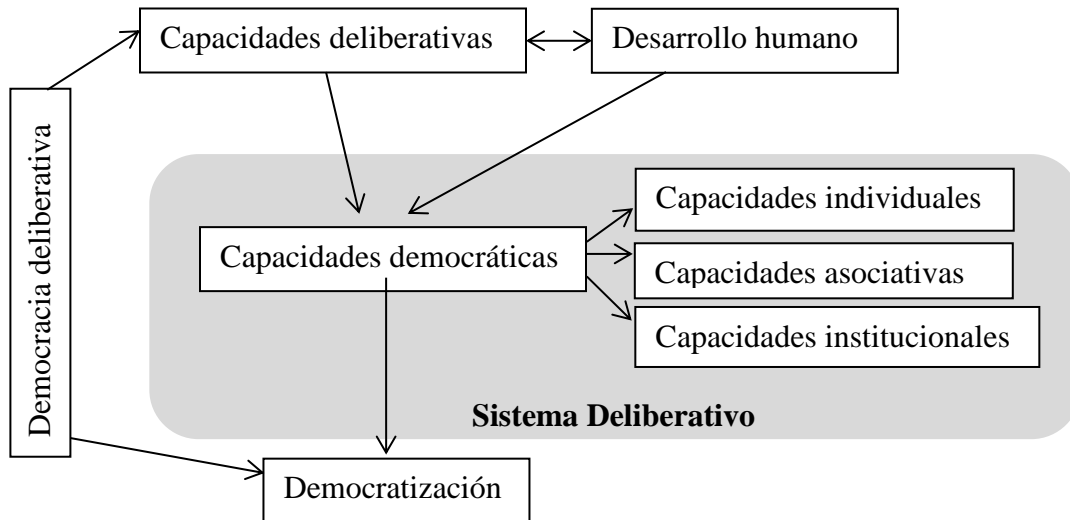 Capacidades deliberativas
Desarrollo humano
Democracia deliberativa
Capacidades individuales
Capacidades democráticas
Capacidades asociativas
Capacidades institucionales
Sistema Deliberativo
Democratización